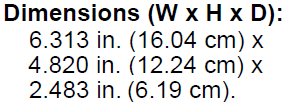 Dimensions (W x H x D):
6.313 in. (16.04 cm) x
4.820 in. (12.24 cm) x
2.483 in. (6.19 cm).